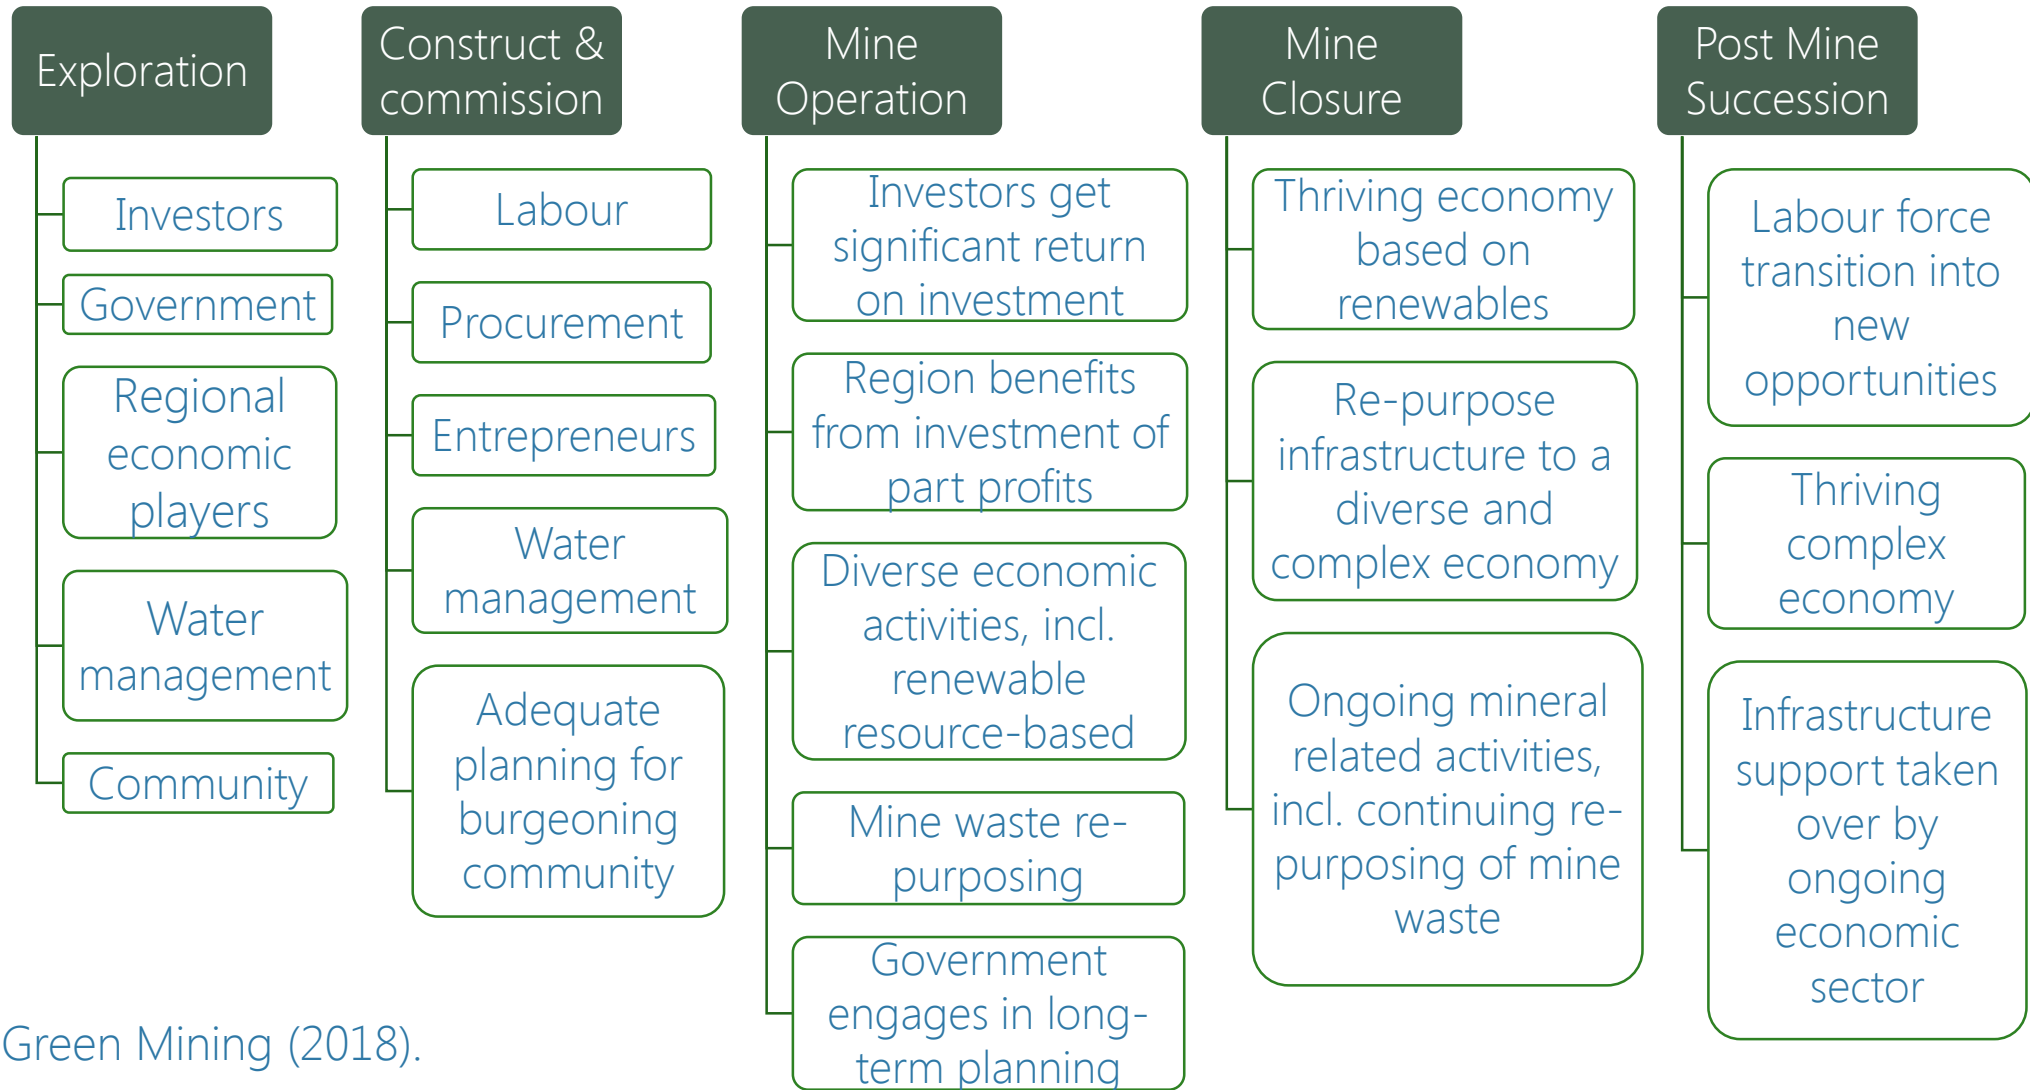 Exploration
Investors
Government
Regional
economic
players
Water
management
Community
Construct &
commission
Labour
Procurement
Entrepreneurs
Water
management
Adequate
planning for
burgeoning
community
Mine
Operation
Investors get
significant return
on investment
Region benefits
from investment of
part profits
Diverse economic
activities, incl.
renewable
resource-based
Mine waste re-
purposing
Government
engages in long-
term planning
Mine
Closure
Thriving economy
based on
renewables
Re-purpose
infrastructure to a
diverse and
complex economy
Ongoing mineral
related activities,
incl. continuing re-
purposing of mine
waste
Post Mine
Succession
Labour force
transition into
new
opportunities
Thriving
complex
economy
Infrastructure
support taken
over by
ongoing
economic
sector
Green Mining (2018).